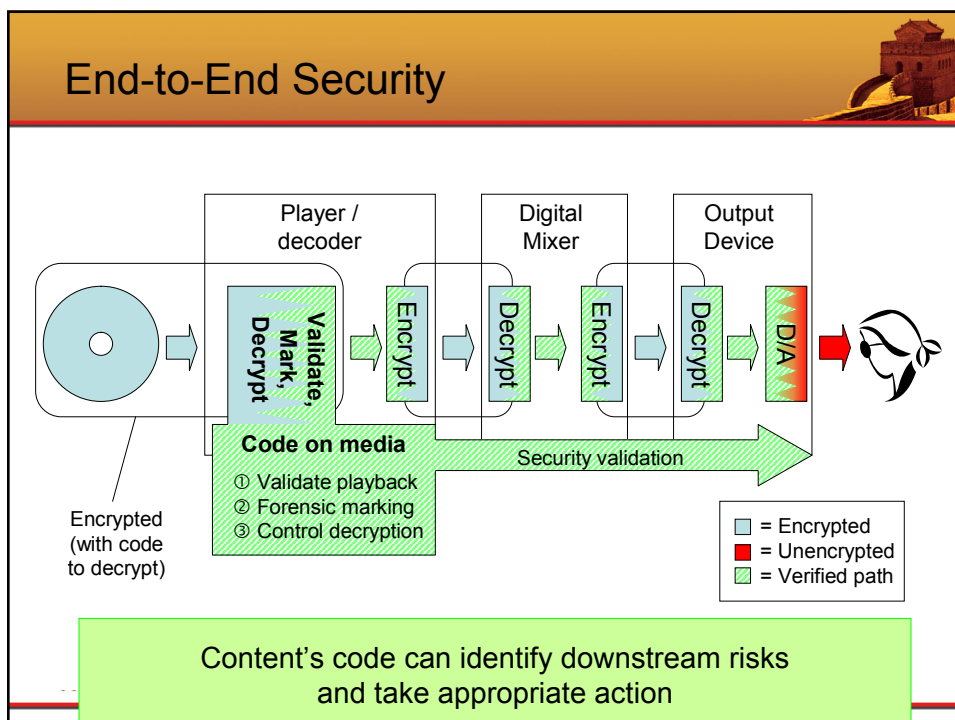 End-to-End Security
Player /
decoder
Digital
Mixer
Output
Device
Validate,
Mark,
Decrypt
Encrypt
Decrypt
Encrypt
Decrypt
D/A
Code on media
① Validate playback
② Forensic marking
③ Control decryption
Security validation
Encrypted
(with code
to decrypt)
= Encrypted
= Unencrypted
= Verified path
Content's code can identify downstream risks
and take appropriate action